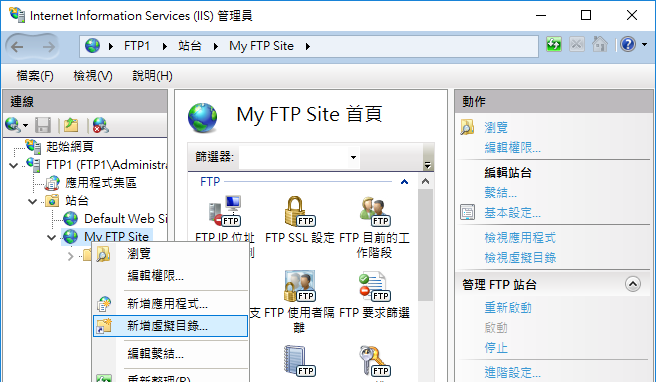 Internet Information Services (IIS) 管理員
FTP1 ▸ 站台 ▸ My FTP Site ▸
檔案(F) 檢視(V) 說明(H)
連線
起始網頁
FTP1 (FTP1\Administra
應用程式集區
站台
Default Web Si
My FTP Site
瀏覽
編輯權限...
新增應用程式...
新增虛擬目錄...
編輯繫結...
重新整理(R)
My FTP Site 首頁
篩選器:
FTP
FTP IP 位址
FTP SSL 設定
FTP 目前的工
作階段
支
FTP 使用者隔
離
FTP 要求篩選
動作
瀏覽
編輯權限...
編輯站台
繫結...
基本設定...
檢視應用程式
檢視虛擬目錄
管理 FTP 站台
重新啟動
啟動
停止
進階設定...